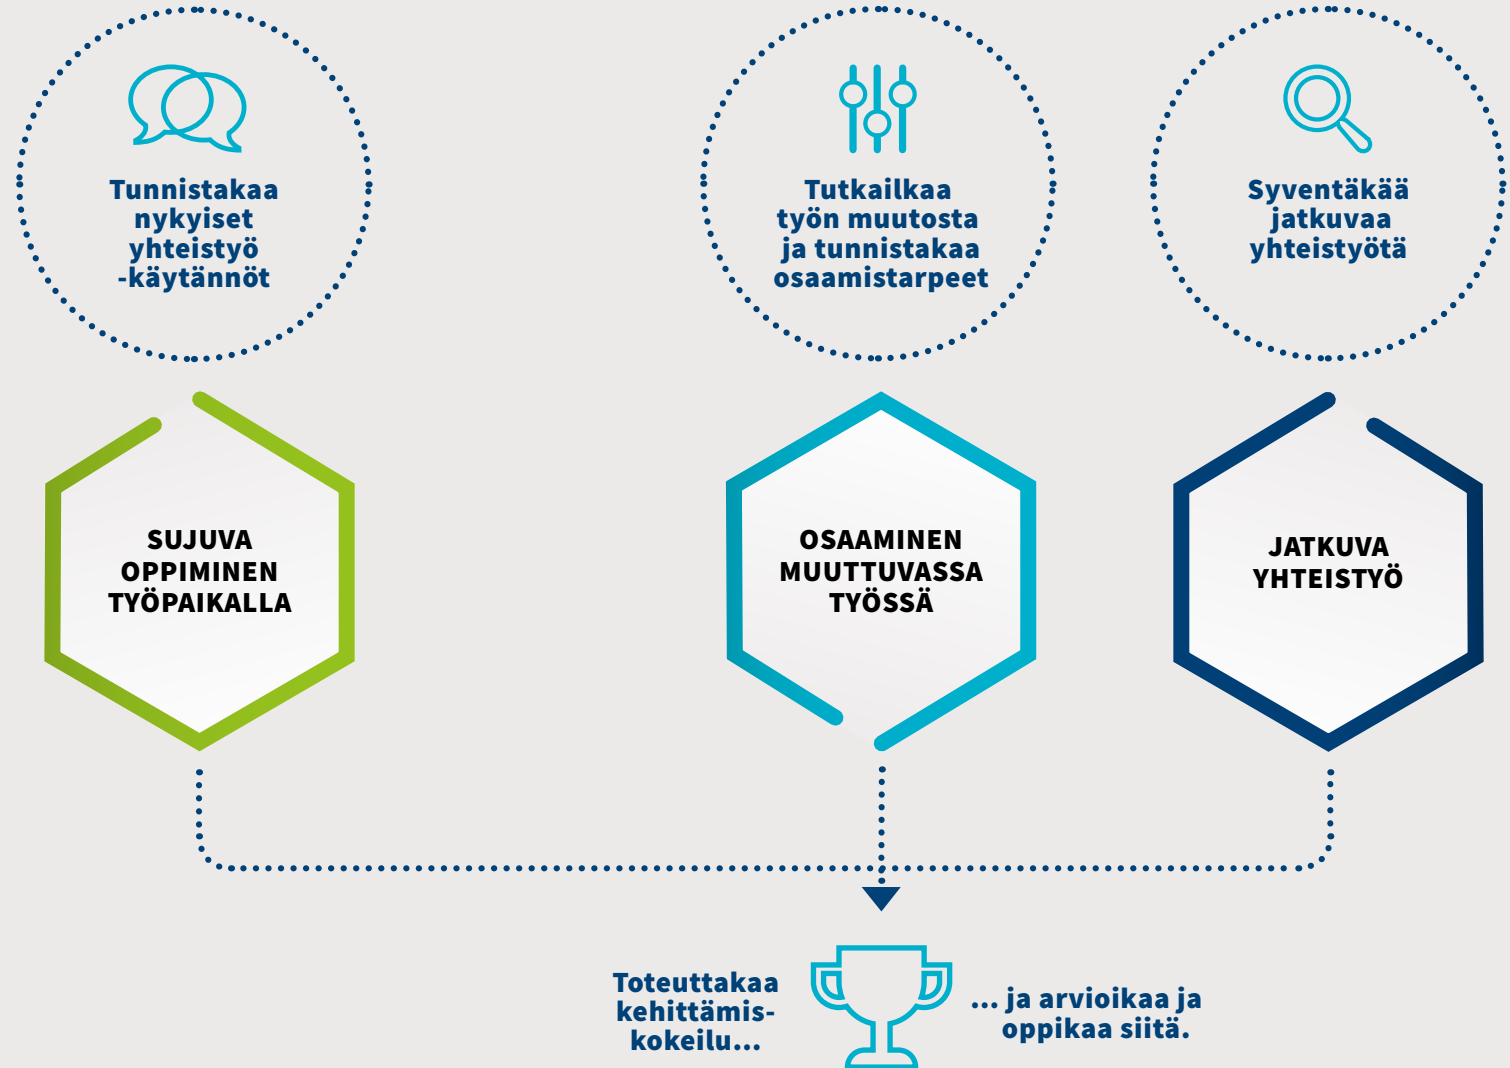 Tunnistakaa
nykyiset
yhteistyö
-käytännöt
Tutkailkaa
työn muutosta
ja tunnistakaa
osaamistarpeet
Syventäkää
jatkuvaa
yhteistyötä
SUJUVA
OPPIMINEN
TYÖPAIKALLA
OSAAMINEN
MUUTTUVASSA
TYÖSSÄ
JATKUVA
YHTEISTYÖ
Toteuttakaa
kehittämis-
kokeilu...
... ja arvioikaa ja
oppikaa siitä.